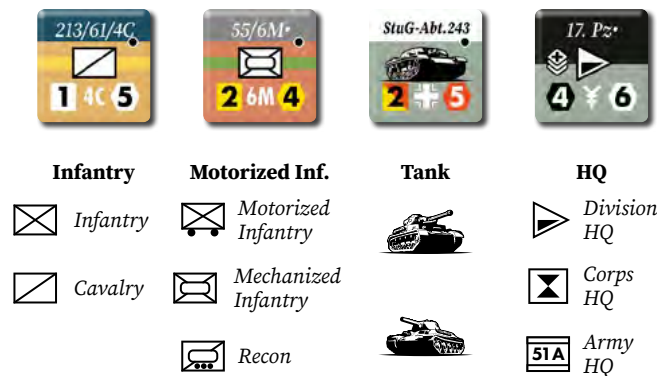 213/61/4C
1 4C 5
55/6M•
2 6M 4
StuG-Abt.243
2 5
17. Pz•
4 6
Infantry
Motorized Inf.
Tank
HQ
Infantry
Motorized
Infantry
Division
HQ
Cavalry
Mechanized
Infantry
Corps
HQ
Recon
51A
Army
HQ